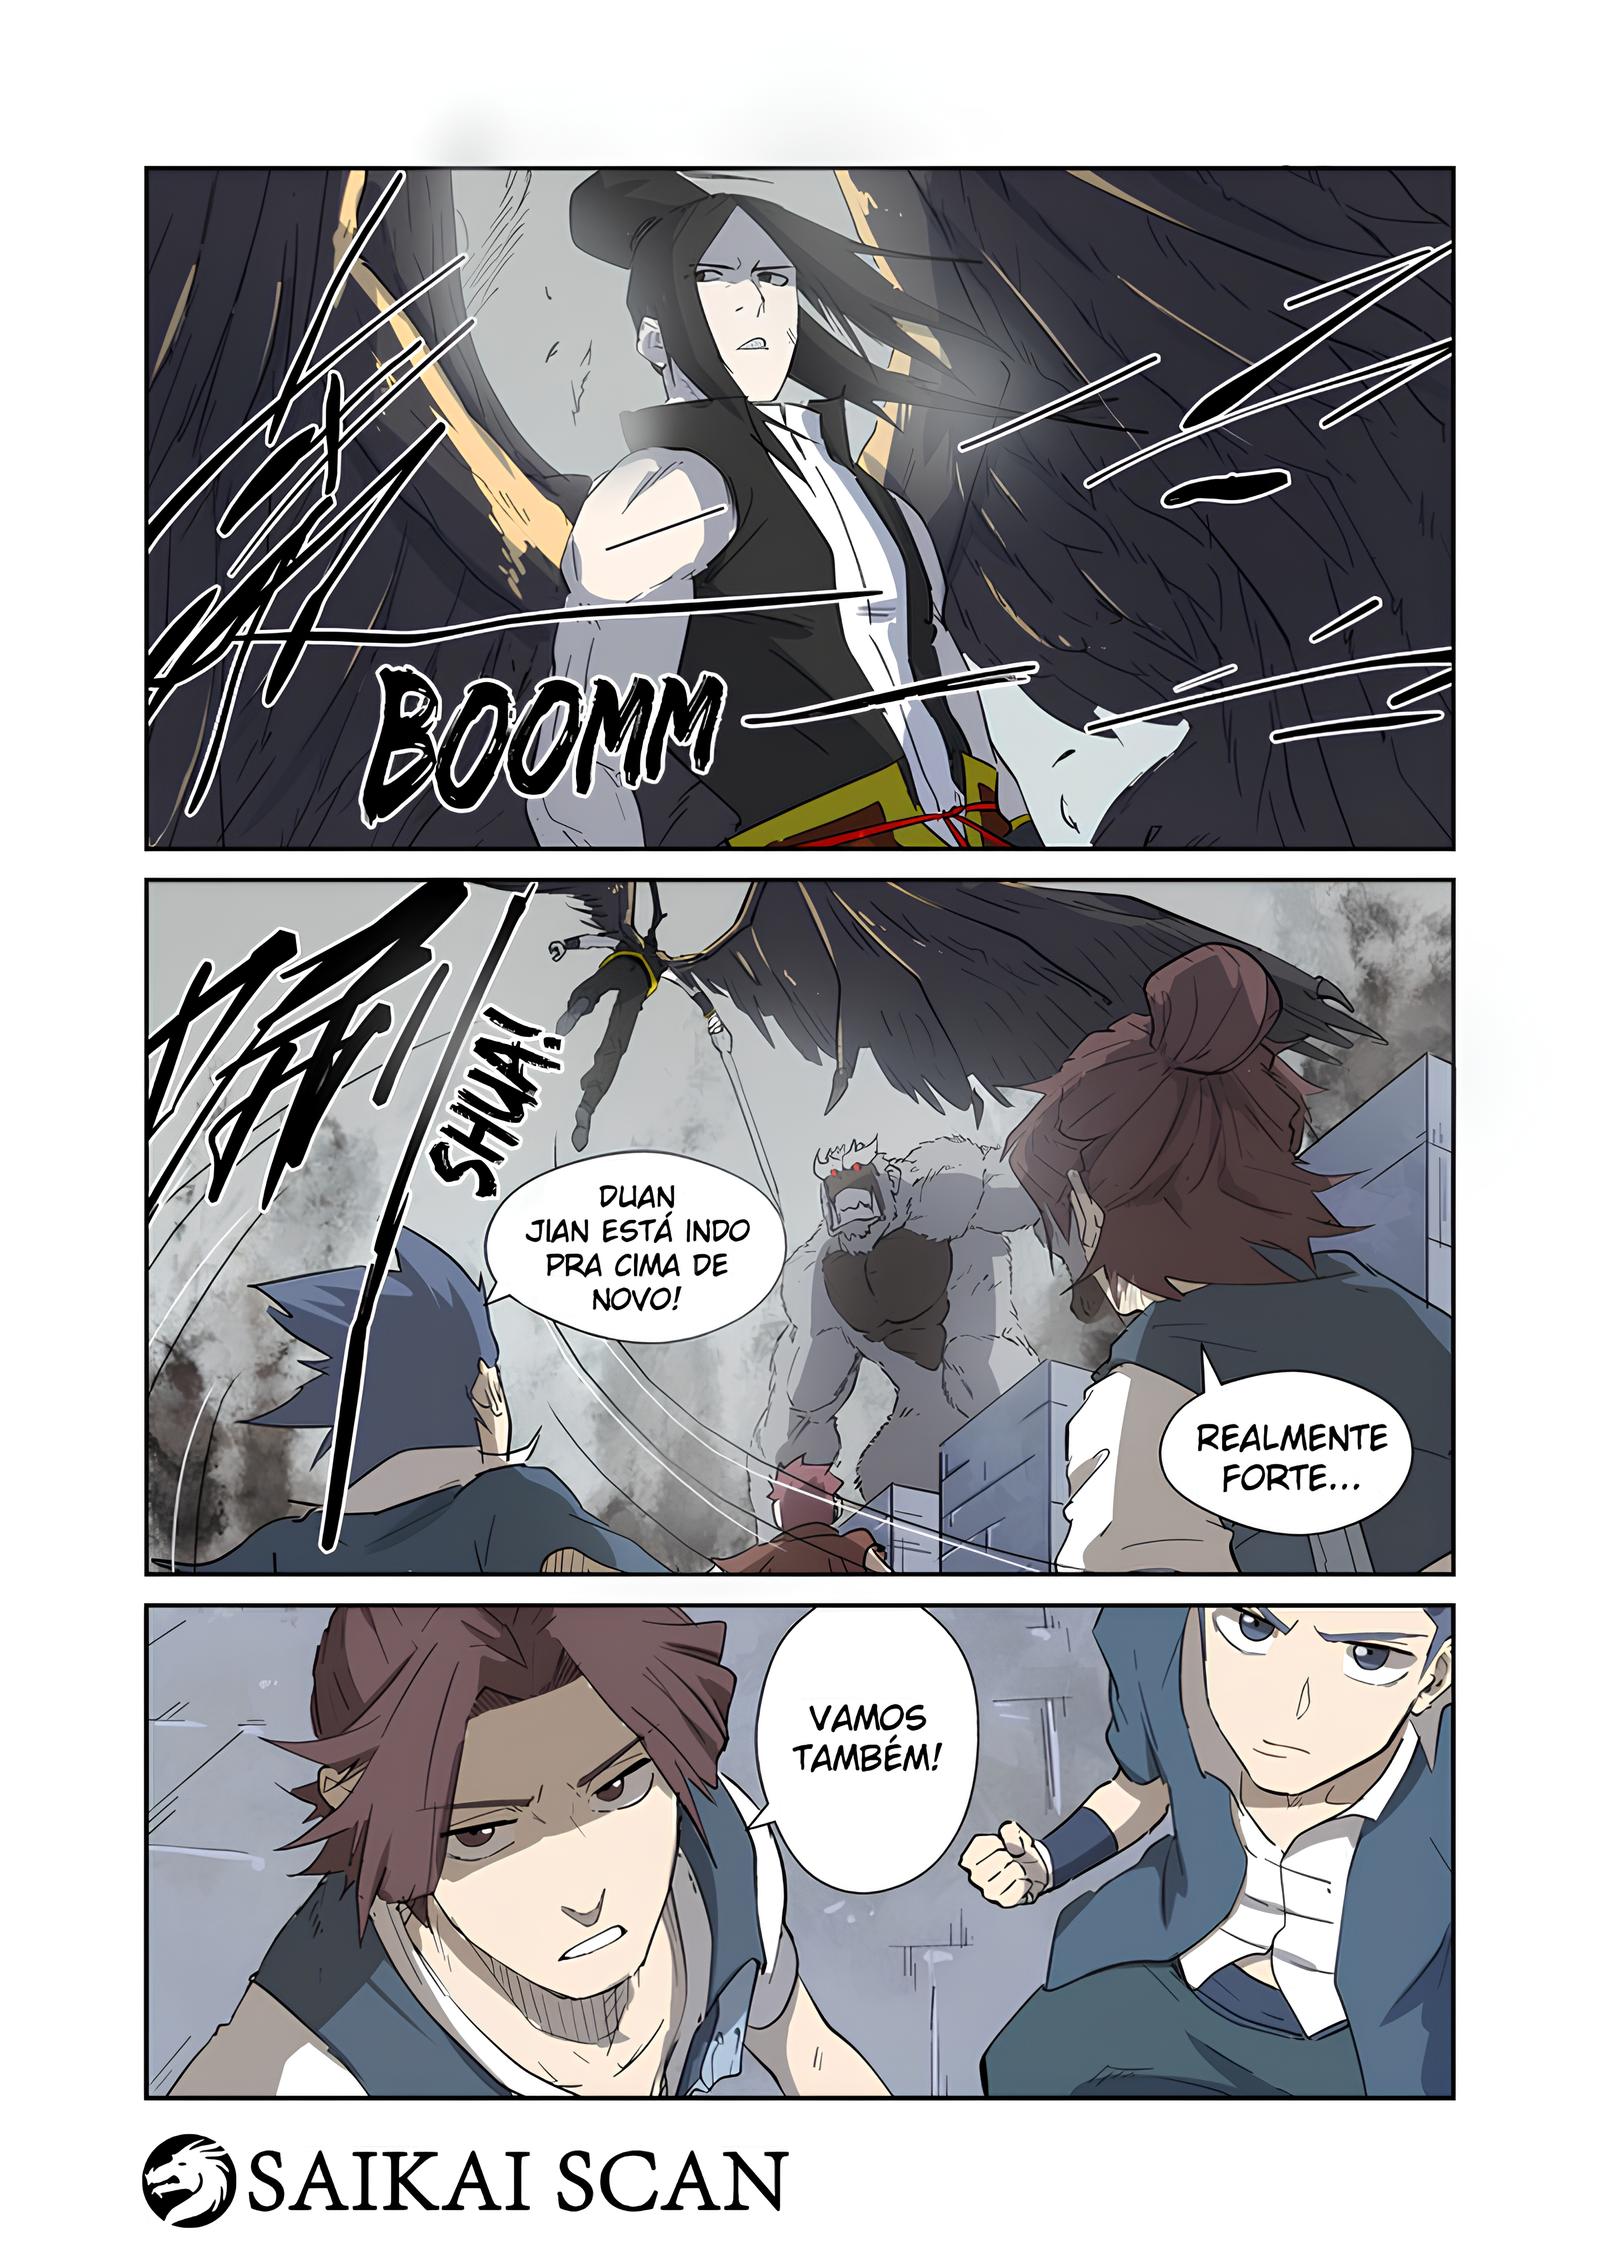 BOOMM
SHUA!
DUAN
JIAN ESTÁ INDO
PRA CIMA DE
NOVO!
REALMENTE
FORTE...
VAMOS
TAMBÉM!
SAIKAI SCAN